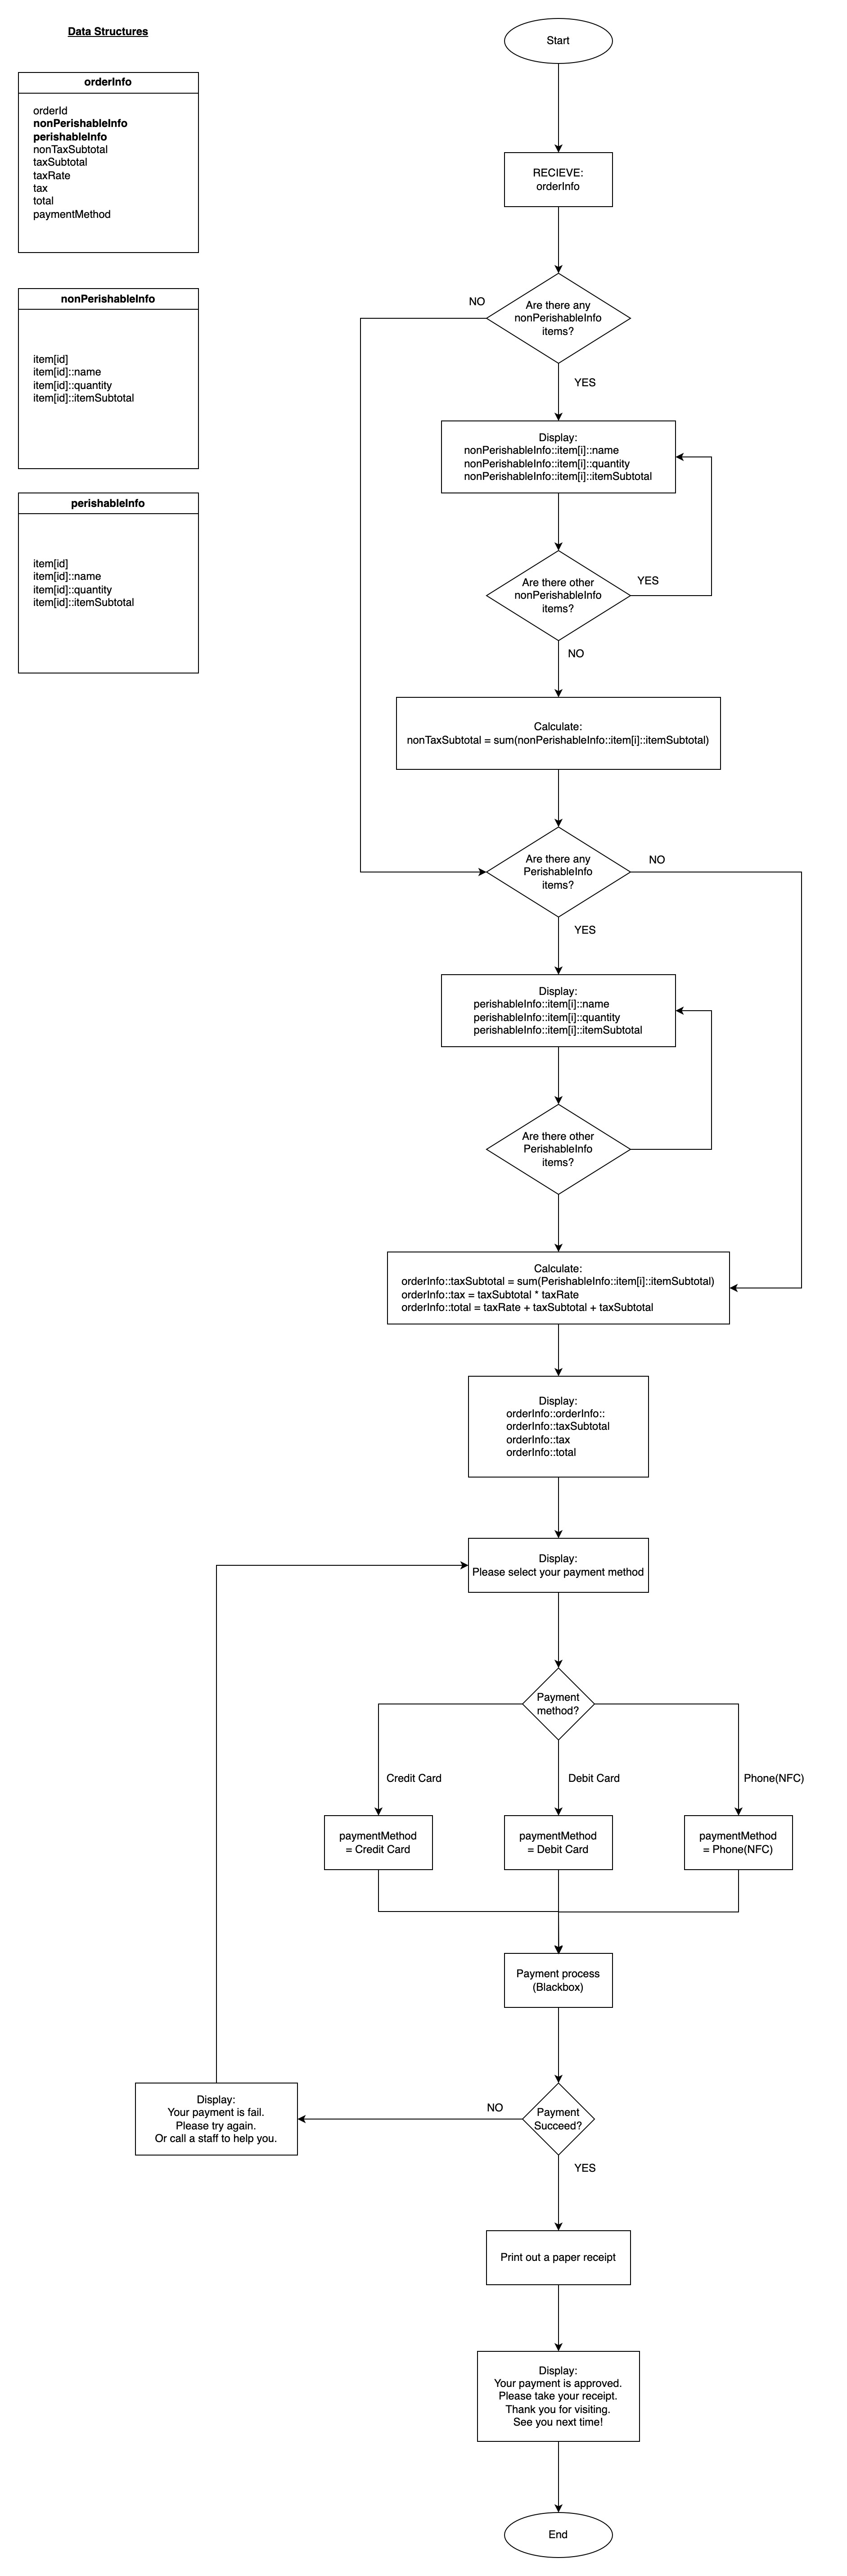 Data Structures
orderInfo
orderId
nonPerishableInfo
perishableInfo
nonTaxSubtotal
taxSubtotal
taxRate
tax
total
paymentMethod
nonPerishableInfo
item[id]
item[id]::name
item[id]::quantity
item[id]::itemSubtotal
perishableInfo
item[id]
item[id]::name
item[id]::quantity
item[id]::itemSubtotal
Start
RECIEVE:
orderInfo
Are there any
nonPerishableInfo
items?
NO
YES
Display:
nonPerishableInfo::item[i]::name
nonPerishableInfo::item[i]::quantity
nonPerishableInfo::item[i]::itemSubtotal
Are there other
nonPerishableInfo
items?
YES
NO
Calculate:
nonTaxSubtotal = sum(nonPerishableInfo::item[i]::itemSubtotal)
Are there any
PerishableInfo
items?
NO
YES
Display:
perishableInfo::item[i]::name
perishableInfo::item[i]::quantity
perishableInfo::item[i]::itemSubtotal
Are there other
PerishableInfo
items?
Calculate:
orderInfo::taxSubtotal = sum(PerishableInfo::item[i]::itemSubtotal)
orderInfo::tax = taxSubtotal * taxRate
orderInfo::total = taxRate + taxSubtotal + taxSubtotal
Display:
orderInfo::orderInfo::
orderInfo::taxSubtotal
orderInfo::tax
orderInfo::total
Display:
Please select your payment method
Payment
method?
Credit Card
Debit Card
Phone(NFC)
paymentMethod
= Credit Card
paymentMethod
= Debit Card
paymentMethod
= Phone(NFC)
Payment process
(Blackbox)
Payment
Succeed?
NO
YES
Display:
Your payment is fail.
Please try again.
Or call a staff to help you.
Print out a paper receipt
Display:
Your payment is approved.
Please take your receipt.
Thank you for visiting.
See you next time!
End